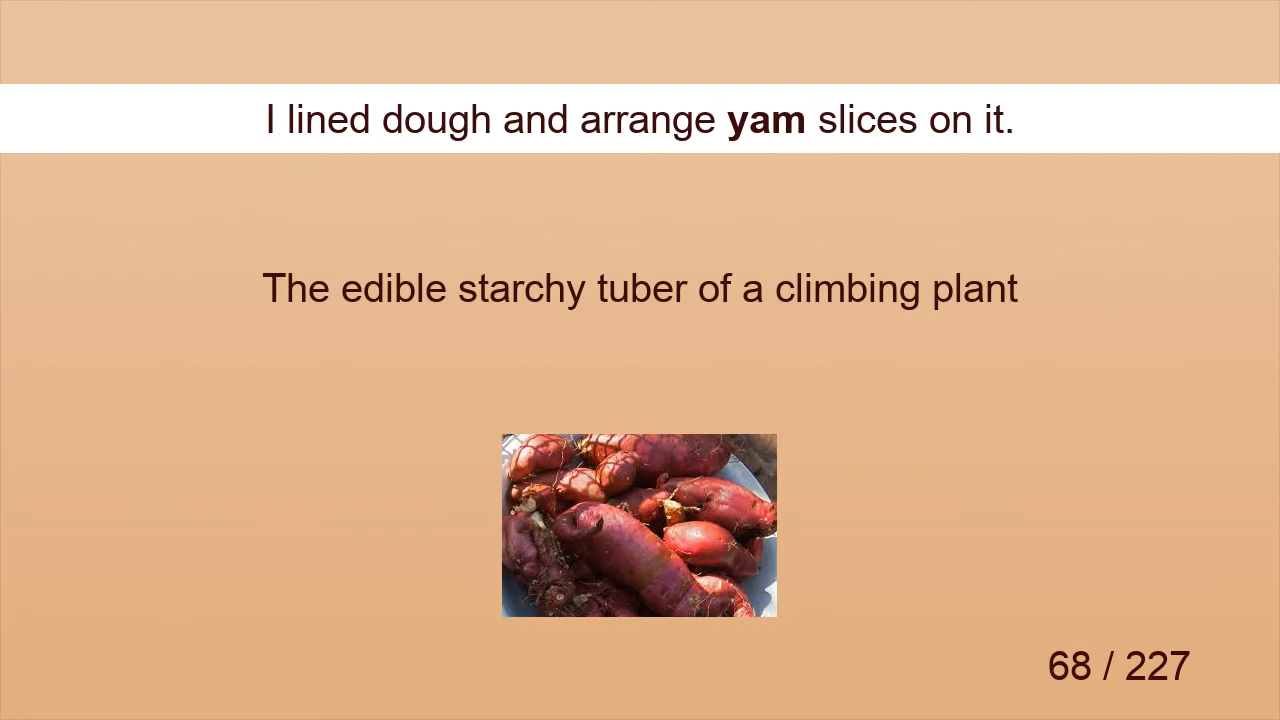 I lined dough and arrange yam slices on it.
The edible starchy tuber of a climbing plant
68 / 227